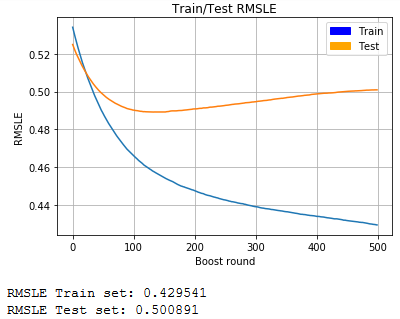 Train/Test RMSLE
Train
Test
0.52
0.50
0.48
0.46
0.44
RMSLE
0 100 200 300 400 500
Boost round
RMSLE Train set: 0.429541
RMSLE Test set: 0.500891